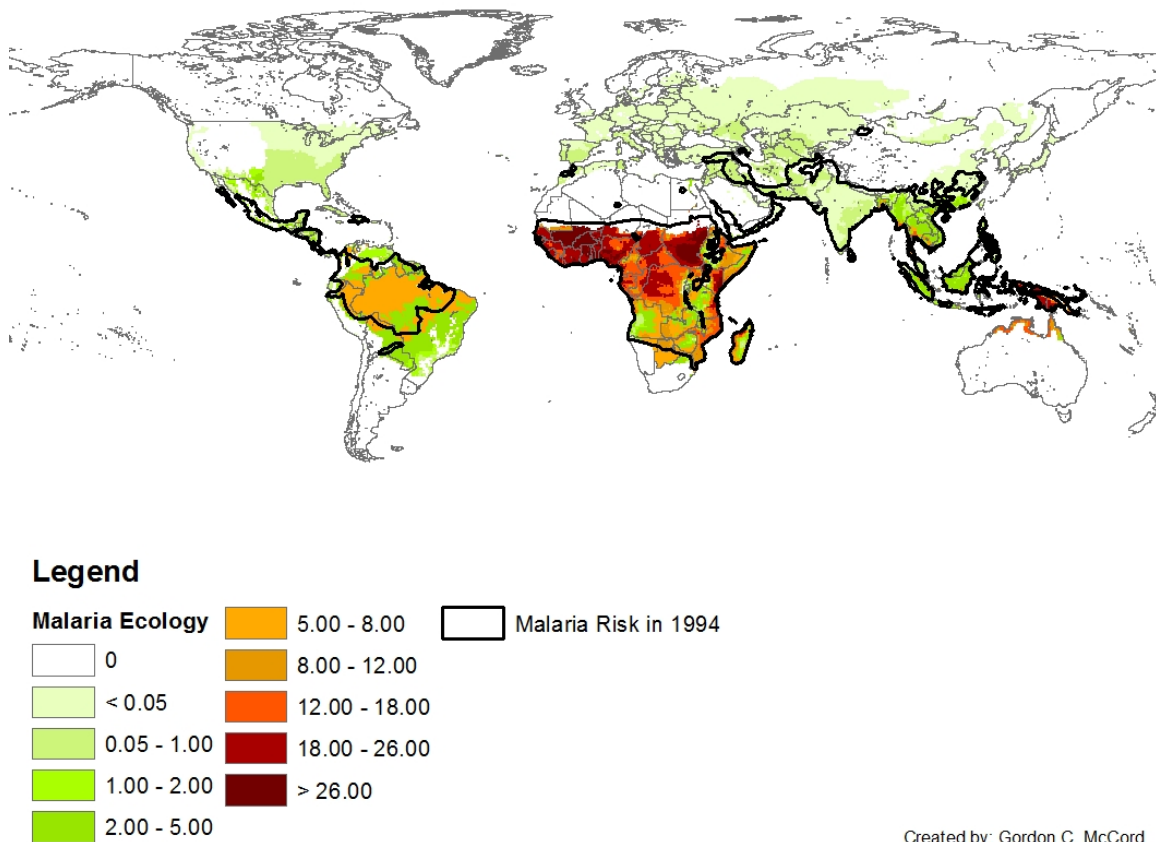 Legend
Malaria Ecology
0
< 0.05
0.05 - 1.00
1.00 - 2.00
2.00 - 5.00
5.00 - 8.00
8.00 - 12.00
12.00 - 18.00
18.00 - 26.00
> 26.00
Malaria Risk in 1994
Created by: Gordon C. McCord